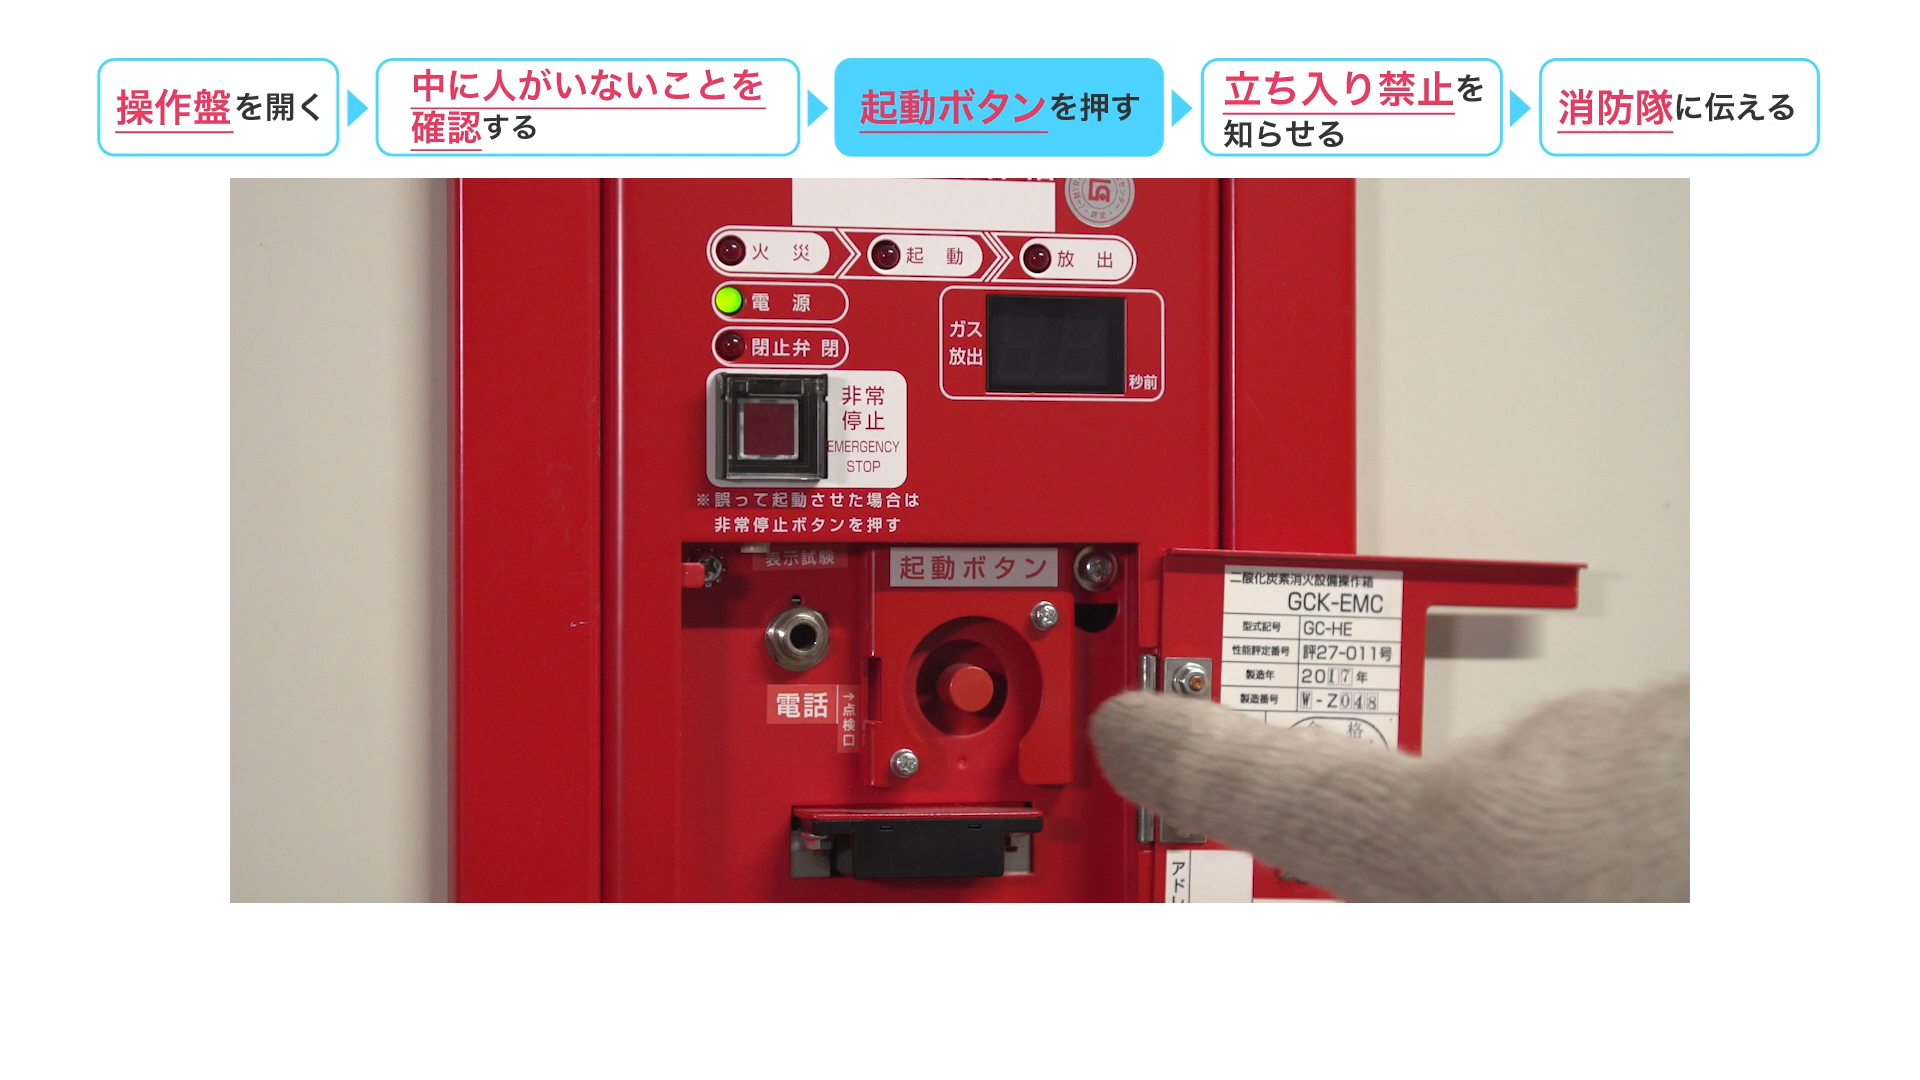 操作盤を開く
中に人がいないことを
確認する
起動ボタンを押す
立ち入り禁止を
知らせる
消防隊に伝える
火 災
起 動
放 出
電 源
閉止弁 閉
ガス
放出
秒前
非常
停止
EMERGENCY
STOP
※誤って起動させた場合は
非常停止ボタンを押す
表示試験
起動ボタン
電話
→点検口
二酸化炭素消火設備操作箱
GCK-EMC
型式記号 GC-HE
性能評定番号 評27-011号
製造年 2017年
製造番号 W-Z048
合格
アドレ